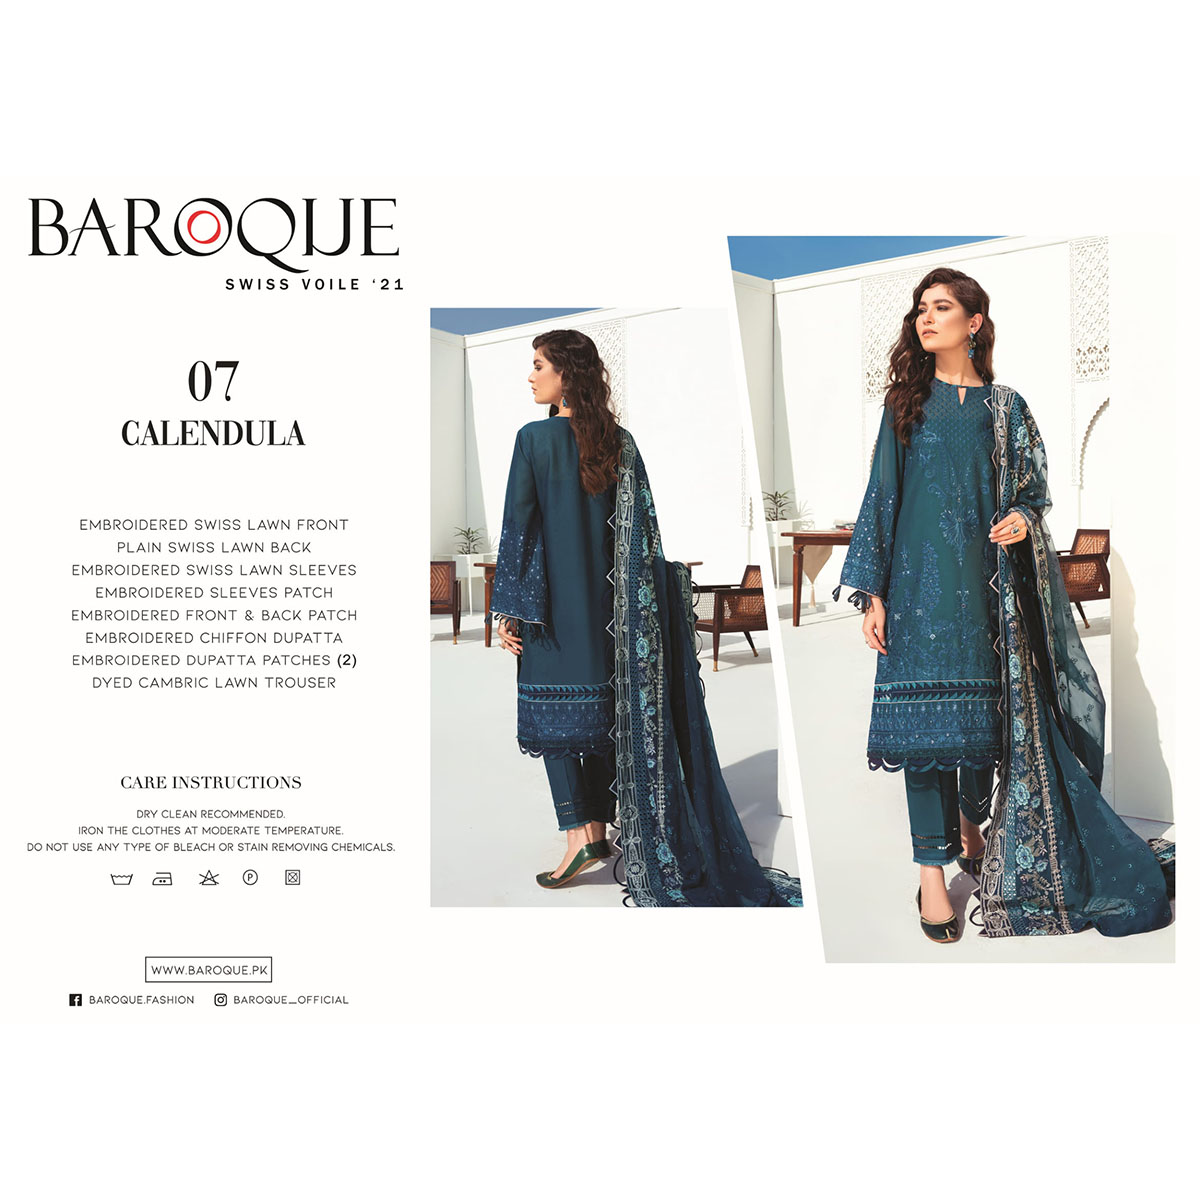 BAROQUE
SWISS VOILE ‘21
07
CALENDULA
EMBROIDERED SWISS LAWN FRONT
PLAIN SWISS LAWN BACK
EMBROIDERED SWISS LAWN SLEEVES
EMBROIDERED SLEEVES PATCH
EMBROIDERED FRONT & BACK PATCH
EMBROIDERED CHIFFON DUPATTA
EMBROIDERED DUPATTA PATCHES (2)
DYED CAMBRIC LAWN TROUSER
CARE INSTRUCTIONS
DRY CLEAN RECOMMENDED.
IRON THE CLOTHES AT MODERATE TEMPERATURE.
DO NOT USE ANY TYPE OF BLEACH OR STAIN REMOVING CHEMICALS.
P
WWW.BAROQUE.PK
BAROQUE.FASHION BAROQUE_OFFICIAL